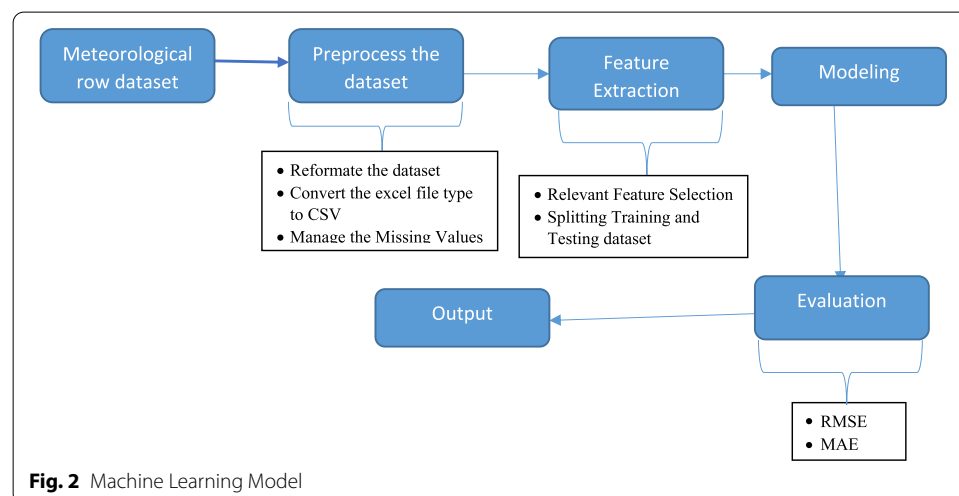 Meteorological
row dataset
Preprocess the
dataset
Feature
Extraction
Modeling
• Reformate the dataset
• Convert the excel file type
to CSV
• Manage the Missing Values
• Relevant Feature Selection
• Splitting Training and
Testing dataset
Evaluation
Output
• RMSE
• MAE
Fig. 2 Machine Learning Model